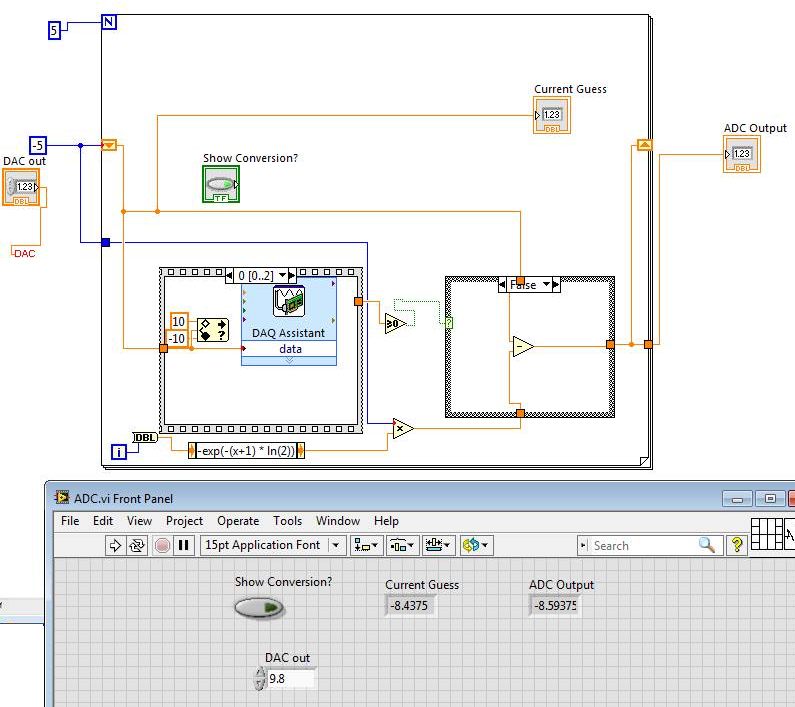 5
N
Current Guess
1.23
DBL
ADC Output
1.23
DBL
-5
DAC out
1.23
DBL
Show Conversion?
TF
DAC
0 [0..2]
False
10
-10
?
DAQ Assistant
data
≥0
?
-
DBL
x
i
-exp(-(x+1) * ln(2))
ADC.vi Front Panel
File Edit View Project Operate Tools Window Help
15pt Application Font
Search
?
Show Conversion?
Current Guess
ADC Output
-8.4375
-8.59375
DAC out
9.8